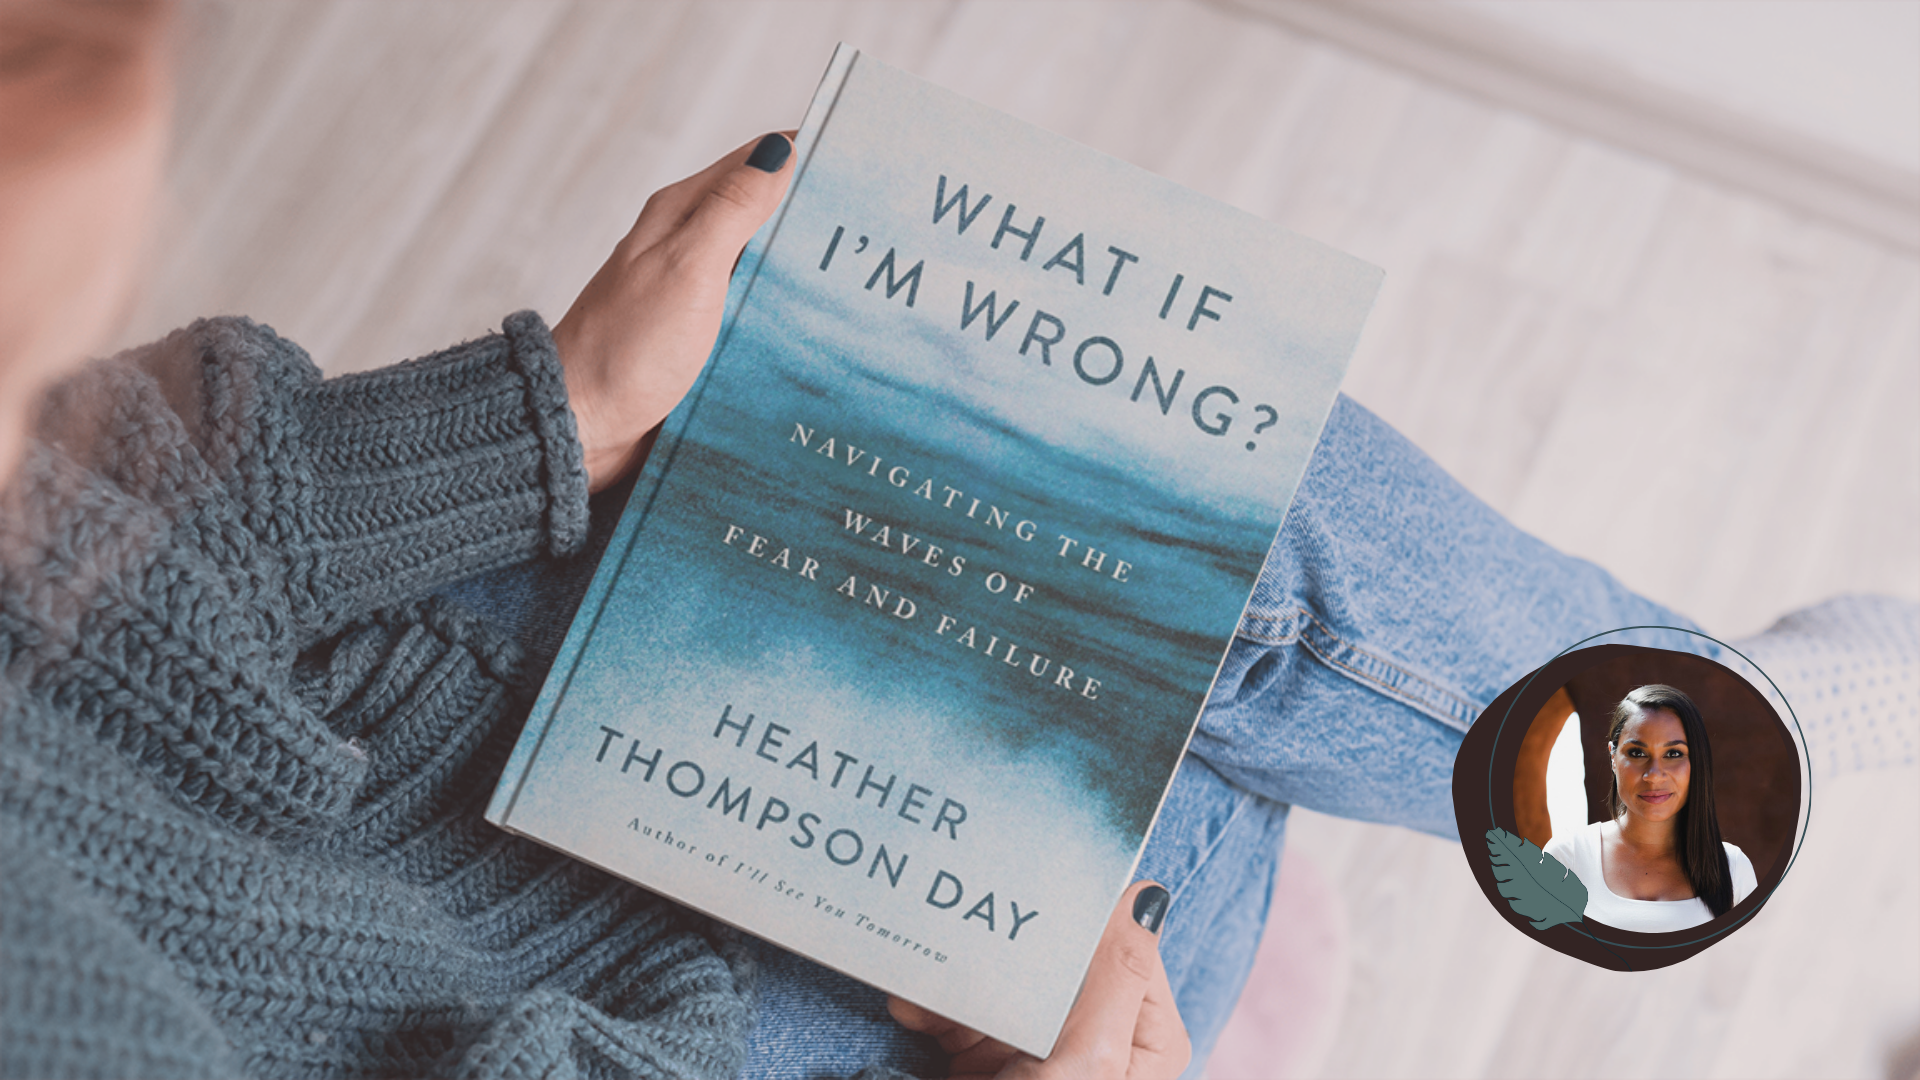 WHAT IF
I'M WRONG?
NAVIGATING THE
WAVES OF
FEAR AND FAILURE
HEATHER
THOMPSON DAY
Author of I'll See You Tomorrow